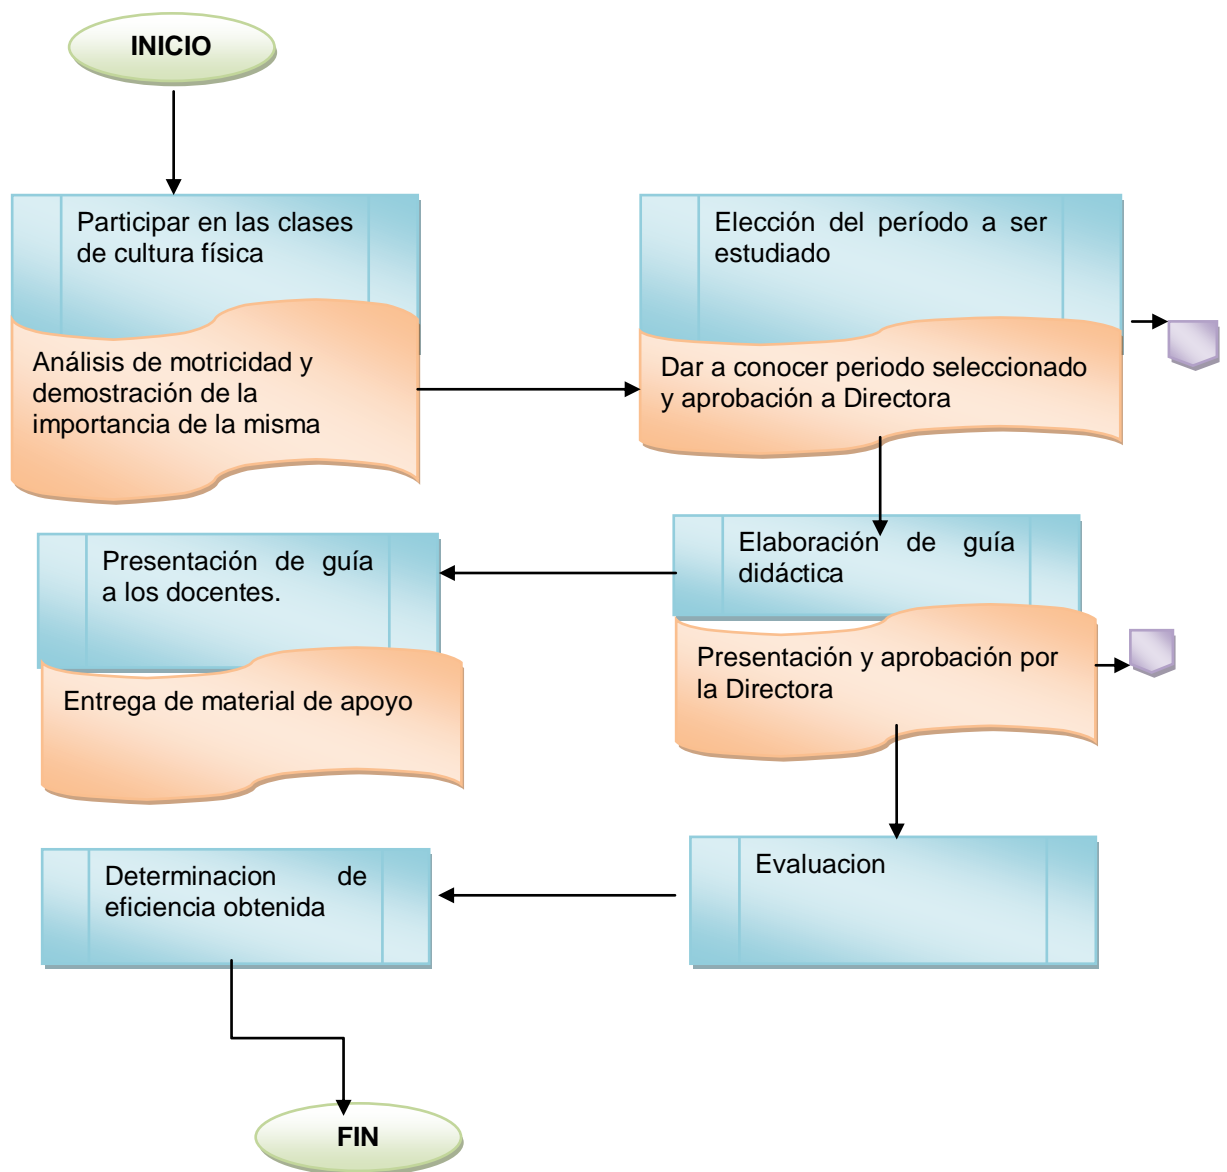 INICIO
Participar en las clases
de cultura física
Análisis de motricidad y
demostración de la
importancia de la misma
Elección del período a ser
estudiado
Dar a conocer periodo seleccionado
y aprobación a Directora
Elaboración de guía
didáctica
Presentación y aprobación por
la Directora
Presentación de guía
a los docentes.
Entrega de material de apoyo
Evaluacion
Determinacion de
eficiencia obtenida
FIN